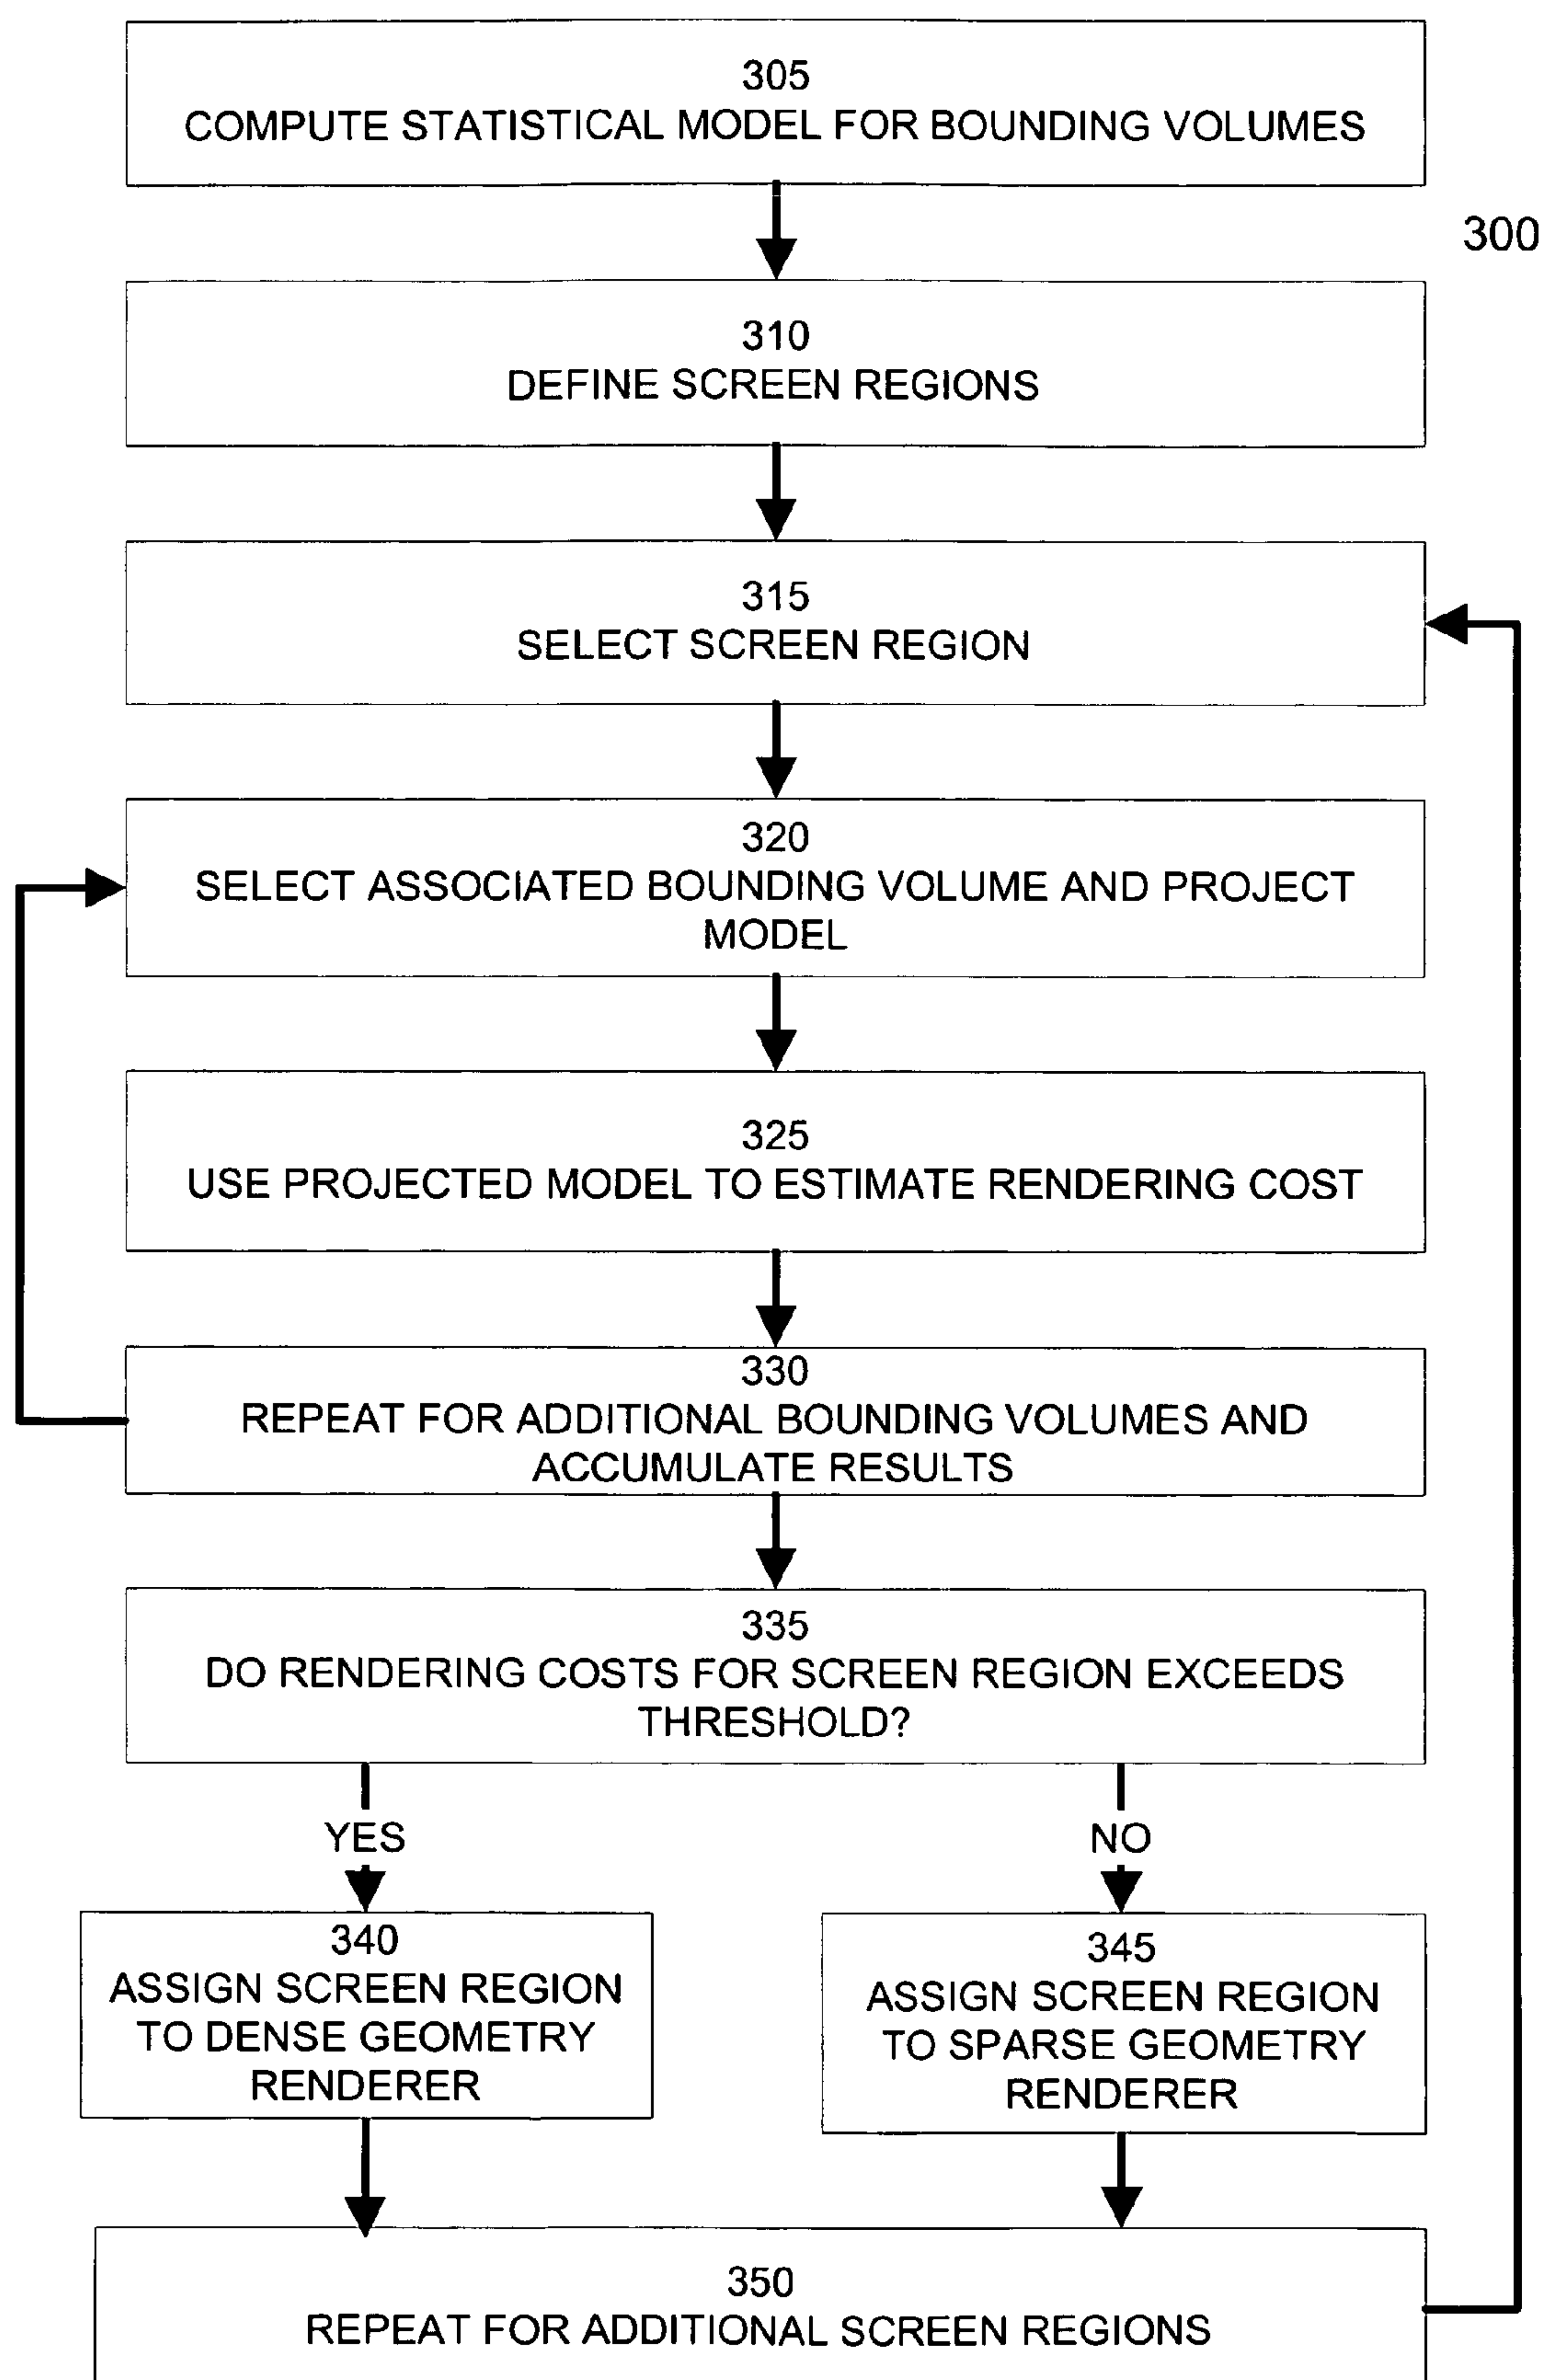 305
COMPUTE STATISTICAL MODEL FOR BOUNDING VOLUMES
300
310
DEFINE SCREEN REGIONS
315
SELECT SCREEN REGION
320
SELECT ASSOCIATED BOUNDING VOLUME AND PROJECT
MODEL
325
USE PROJECTED MODEL TO ESTIMATE RENDERING COST
330
REPEAT FOR ADDITIONAL BOUNDING VOLUMES AND
ACCUMULATE RESULTS
335
DO RENDERING COSTS FOR SCREEN REGION EXCEEDS
THRESHOLD?
YES
NO
340
ASSIGN SCREEN REGION
TO DENSE GEOMETRY
RENDERER
345
ASSIGN SCREEN REGION
TO SPARSE GEOMETRY
RENDERER
350
REPEAT FOR ADDITIONAL SCREEN REGIONS